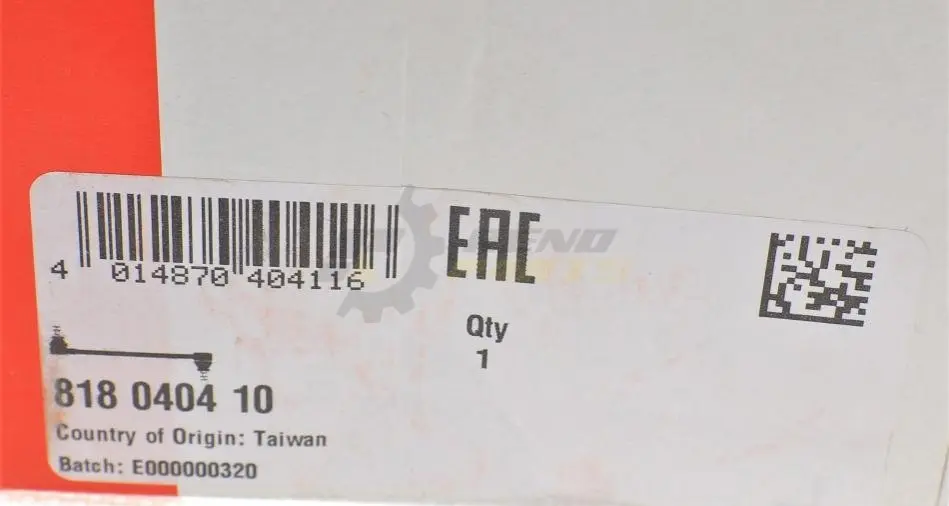 4 014870 404116
EAC
Qty
1
818 0404 10
Country of Origin: Taiwan
Batch: E000000320